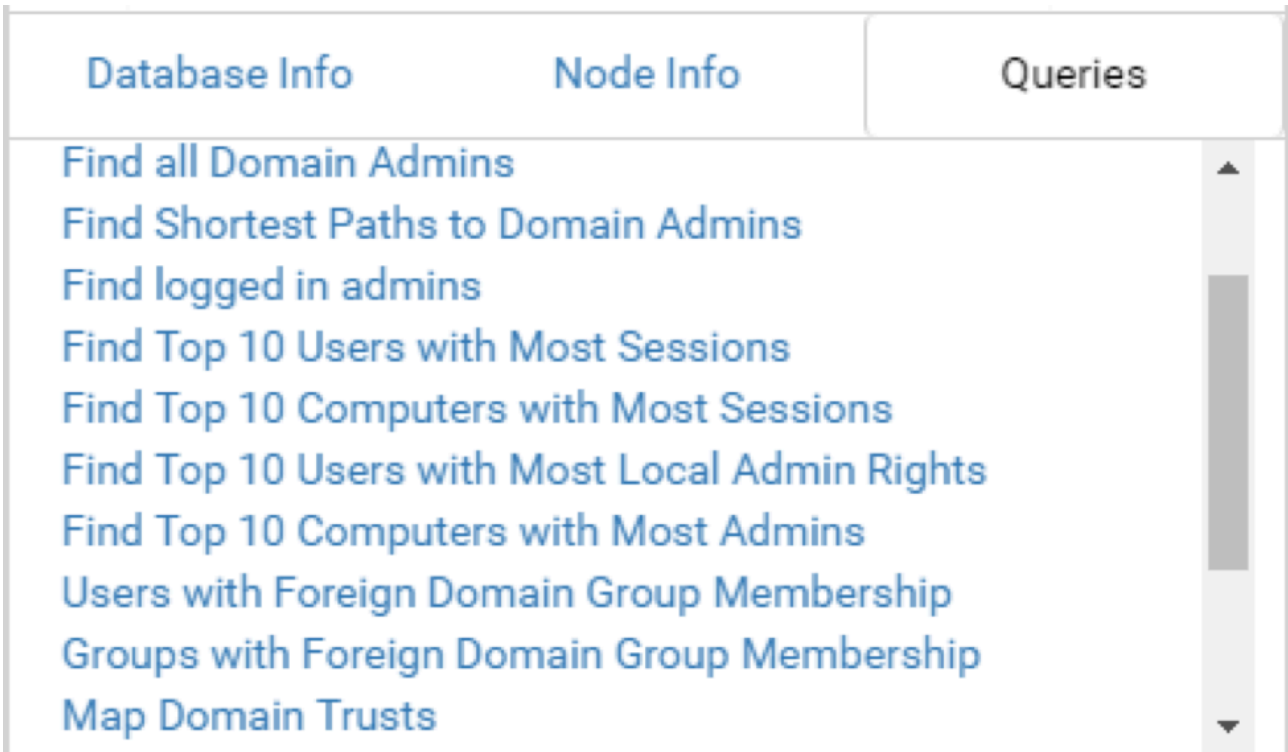 Database Info Node Info Queries
Find all Domain Admins
Find Shortest Paths to Domain Admins
Find logged in admins
Find Top 10 Users with Most Sessions
Find Top 10 Computers with Most Sessions
Find Top 10 Users with Most Local Admin Rights
Find Top 10 Computers with Most Admins
Users with Foreign Domain Group Membership
Groups with Foreign Domain Group Membership
Map Domain Trusts